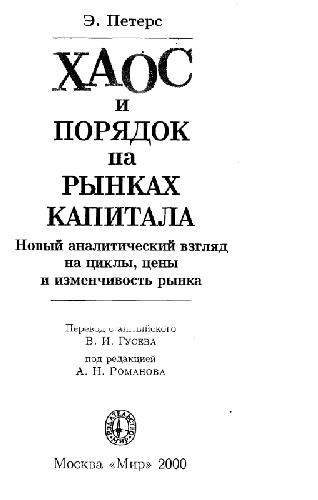 Э. Петерс
ХАОС
и
ПОРЯДОК
на
РЫНКАХ
КАПИТАЛА
Новый аналитический взгляд
на циклы, цены
и изменчивость рынка
Перевод с английского
В. И. Гусева
под редакцией
А. Н. Романова
Москва «Мир» 2000